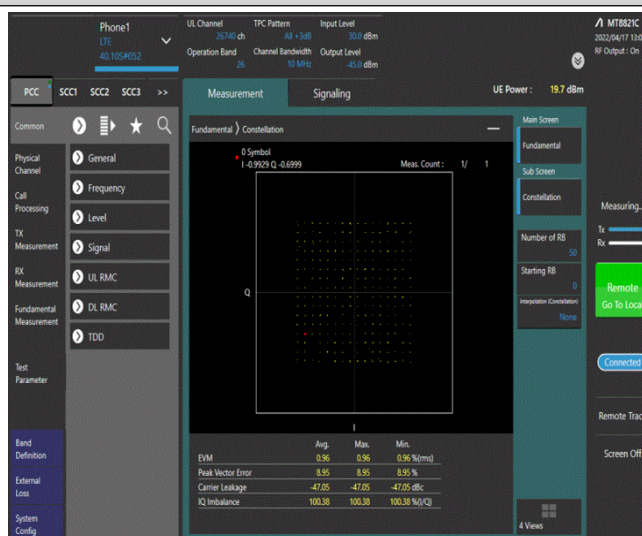 Phone1
LTE
40.105#052
UL Channel
26740 ch
TPC Pattern
All +3dB
Input Level
30.0 dBm
Operation Band
26
Channel Bandwidth
10 MHz
Output Level
-45.0 dBm
MT8821C
2022/04/17 13:0
RF Output : On
PCC SCC1 SCC2 SCC3 >>
Measurement Signaling
UE Power : 19.7 dBm
Common
Physical
Channel
Call
Processing
TX
Measurement
RX
Measurement
Fundamental
Measurement
Test
Parameter
Band
Definition
External
Loss
System
Config
General
Frequency
Level
Signal
UL RMC
DL RMC
TDD
Fundamental 〉 Constellation
0 Symbol
I -0.9929 Q -0.6999
Meas. Count : 1/ 1
Q
I
Avg. Max. Min.
EVM 0.96 0.96 0.96 %(rms)
Peak Vector Error 8.95 8.95 8.95 %
Carrier Leakage -47.05 -47.05 -47.05 dBc
IQ Imbalance 100.38 100.38 100.38 %(I/Q)
Main Screen
Fundamental
Sub Screen
Constellation
Number of RB
50
Starting RB
0
Interpolation (Constellation)
None
4 Views
Measuring..
Tx
Rx
Remote
Go To Loca
Connected
Remote Trac
Screen Off